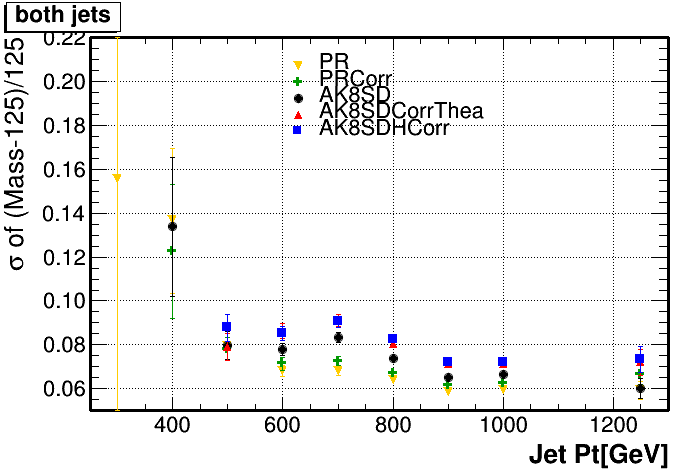 both jets
σ of (Mass-125)/125
0.22
0.20
0.18
0.16
0.14
0.12
0.10
0.08
0.06
PR
PRCorr
AK8SD
AK8SDCorrThea
AK8SDHCorr
400 600 800 1000 1200
Jet Pt[GeV]